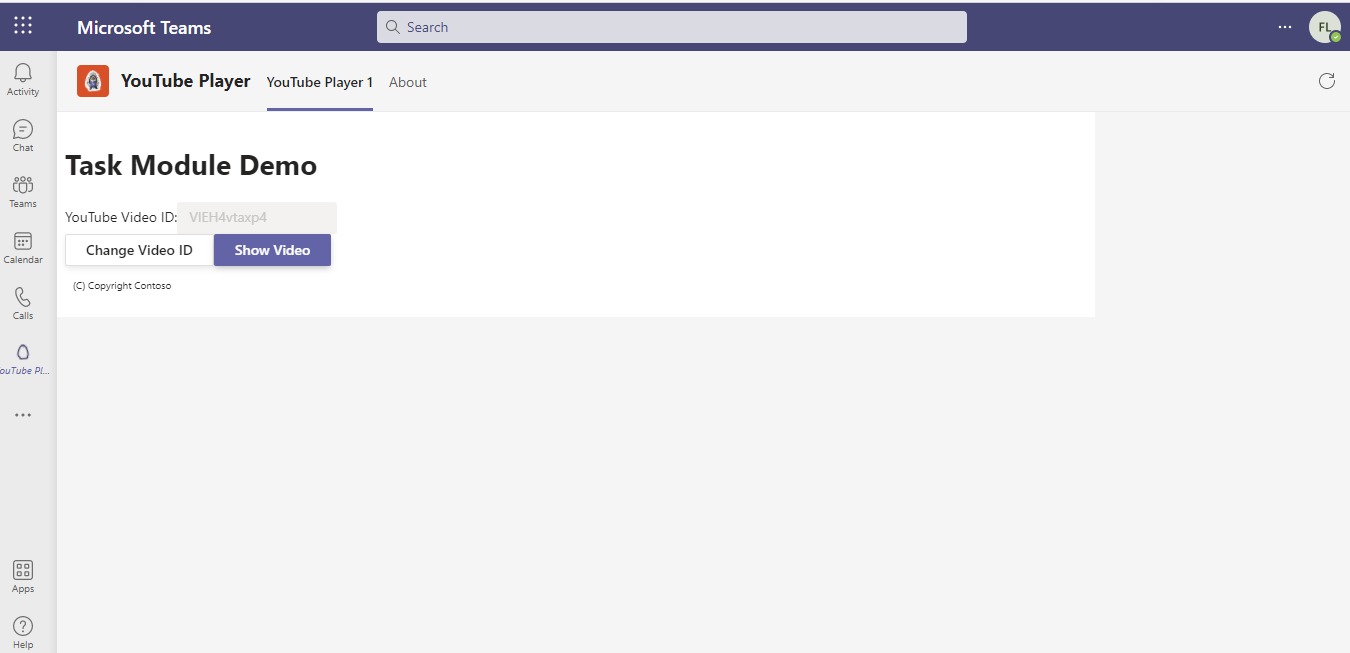 Microsoft Teams
Search
FL
YouTube Player
YouTube Player 1
About
Activity
Chat
Teams
Calendar
Calls
ouTube Pl...
Apps
Help
Task Module Demo
YouTube Video ID: VIEH4vtaxp4
Change Video ID
Show Video
(C) Copyright Contoso